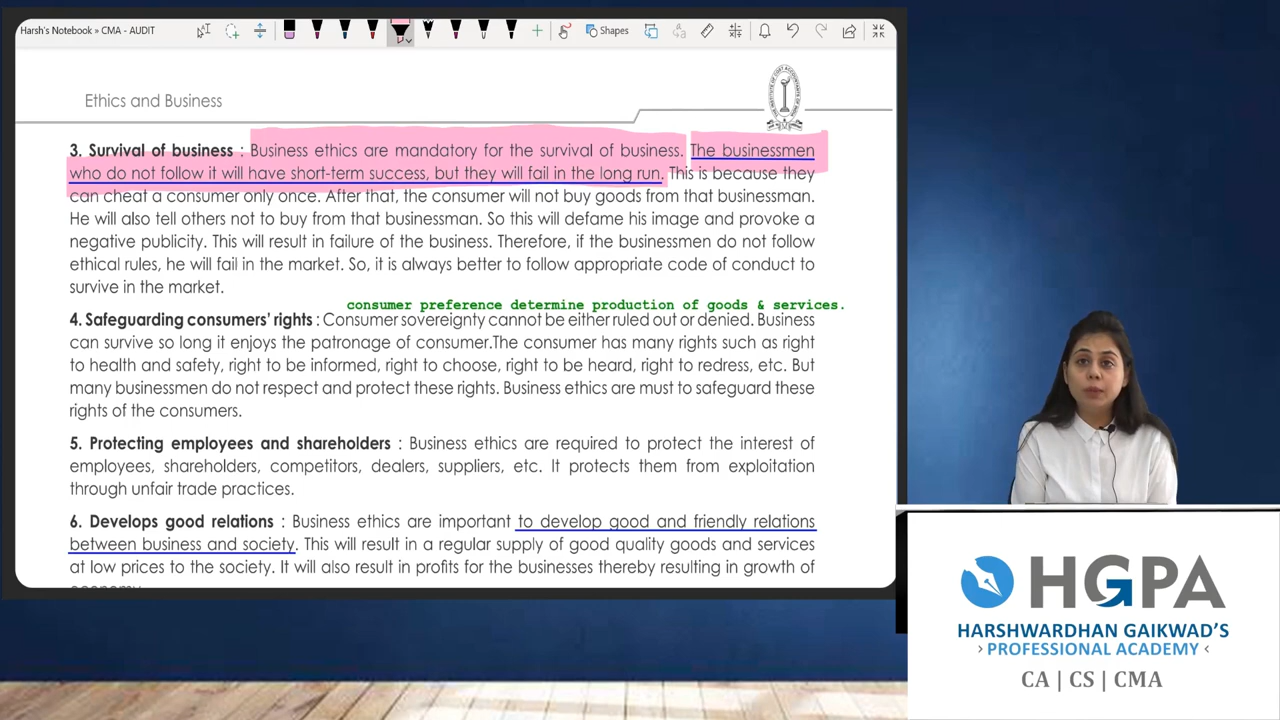 Harsh's Notebook » CMA - AUDIT
Shapes
Ethics and Business
3. Survival of business : Business ethics are mandatory for the survival of business. The businessmen
who do not follow it will have short-term success, but they will fail in the long run. This is because they
can cheat a consumer only once. After that, the consumer will not buy goods from that businessman.
He will also tell others not to buy from that businessman. So this will defame his image and provoke a
negative publicity. This will result in failure of the business. Therefore, if the businessmen do not follow
ethical rules, he will fail in the market. So, it is always better to follow appropriate code of conduct to
survive in the market.
consumer preference determine production of goods & services.
4. Safeguarding consumers' rights : Consumer sovereignty cannot be either ruled out or denied. Business
can survive so long it enjoys the patronage of consumer.The consumer has many rights such as right
to health and safety, right to be informed, right to choose, right to be heard, right to redress, etc. But
many businessmen do not respect and protect these rights. Business ethics are must to safeguard these
rights of the consumers.
5. Protecting employees and shareholders : Business ethics are required to protect the interest of
employees, shareholders, competitors, dealers, suppliers, etc. It protects them from exploitation
through unfair trade practices.
6. Develops good relations : Business ethics are important to develop good and friendly relations
between business and society. This will result in a regular supply of good quality goods and services
at low prices to the society. It will also result in profits for the businesses thereby resulting in growth of
HGPA
HARSHWARDHAN GAIKWAD'S
› PROFESSIONAL ACADEMY ‹
CA | CS | CMA